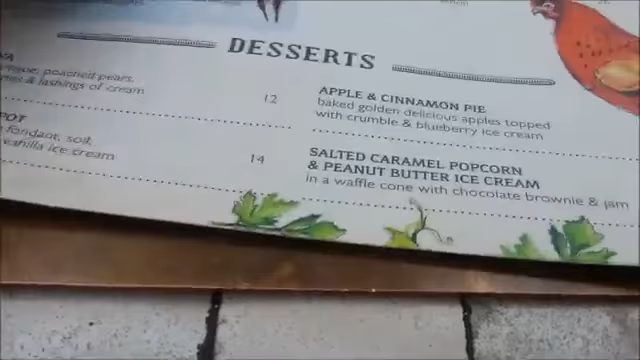 DESSERTS
poached pears,
& lashings of cream
12
POT
fondant, soil,
vanilla ice cream
14
APPLE & CINNAMON PIE
baked golden delicious apples topped
with crumble & blueberry ice cream
SALTED CARAMEL POPCORN
& PEANUT BUTTER ICE CREAM
in a waffle cone with chocolate brownie & jam